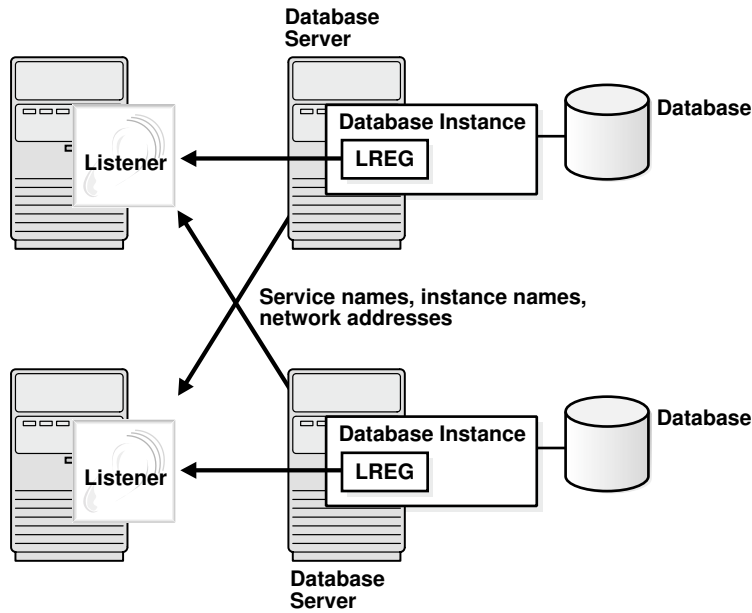 Database
Server
Database
Database Instance
LREG
Listener
Service names, instance names,
network addresses
Database
Database Instance
LREG
Listener
Database
Server